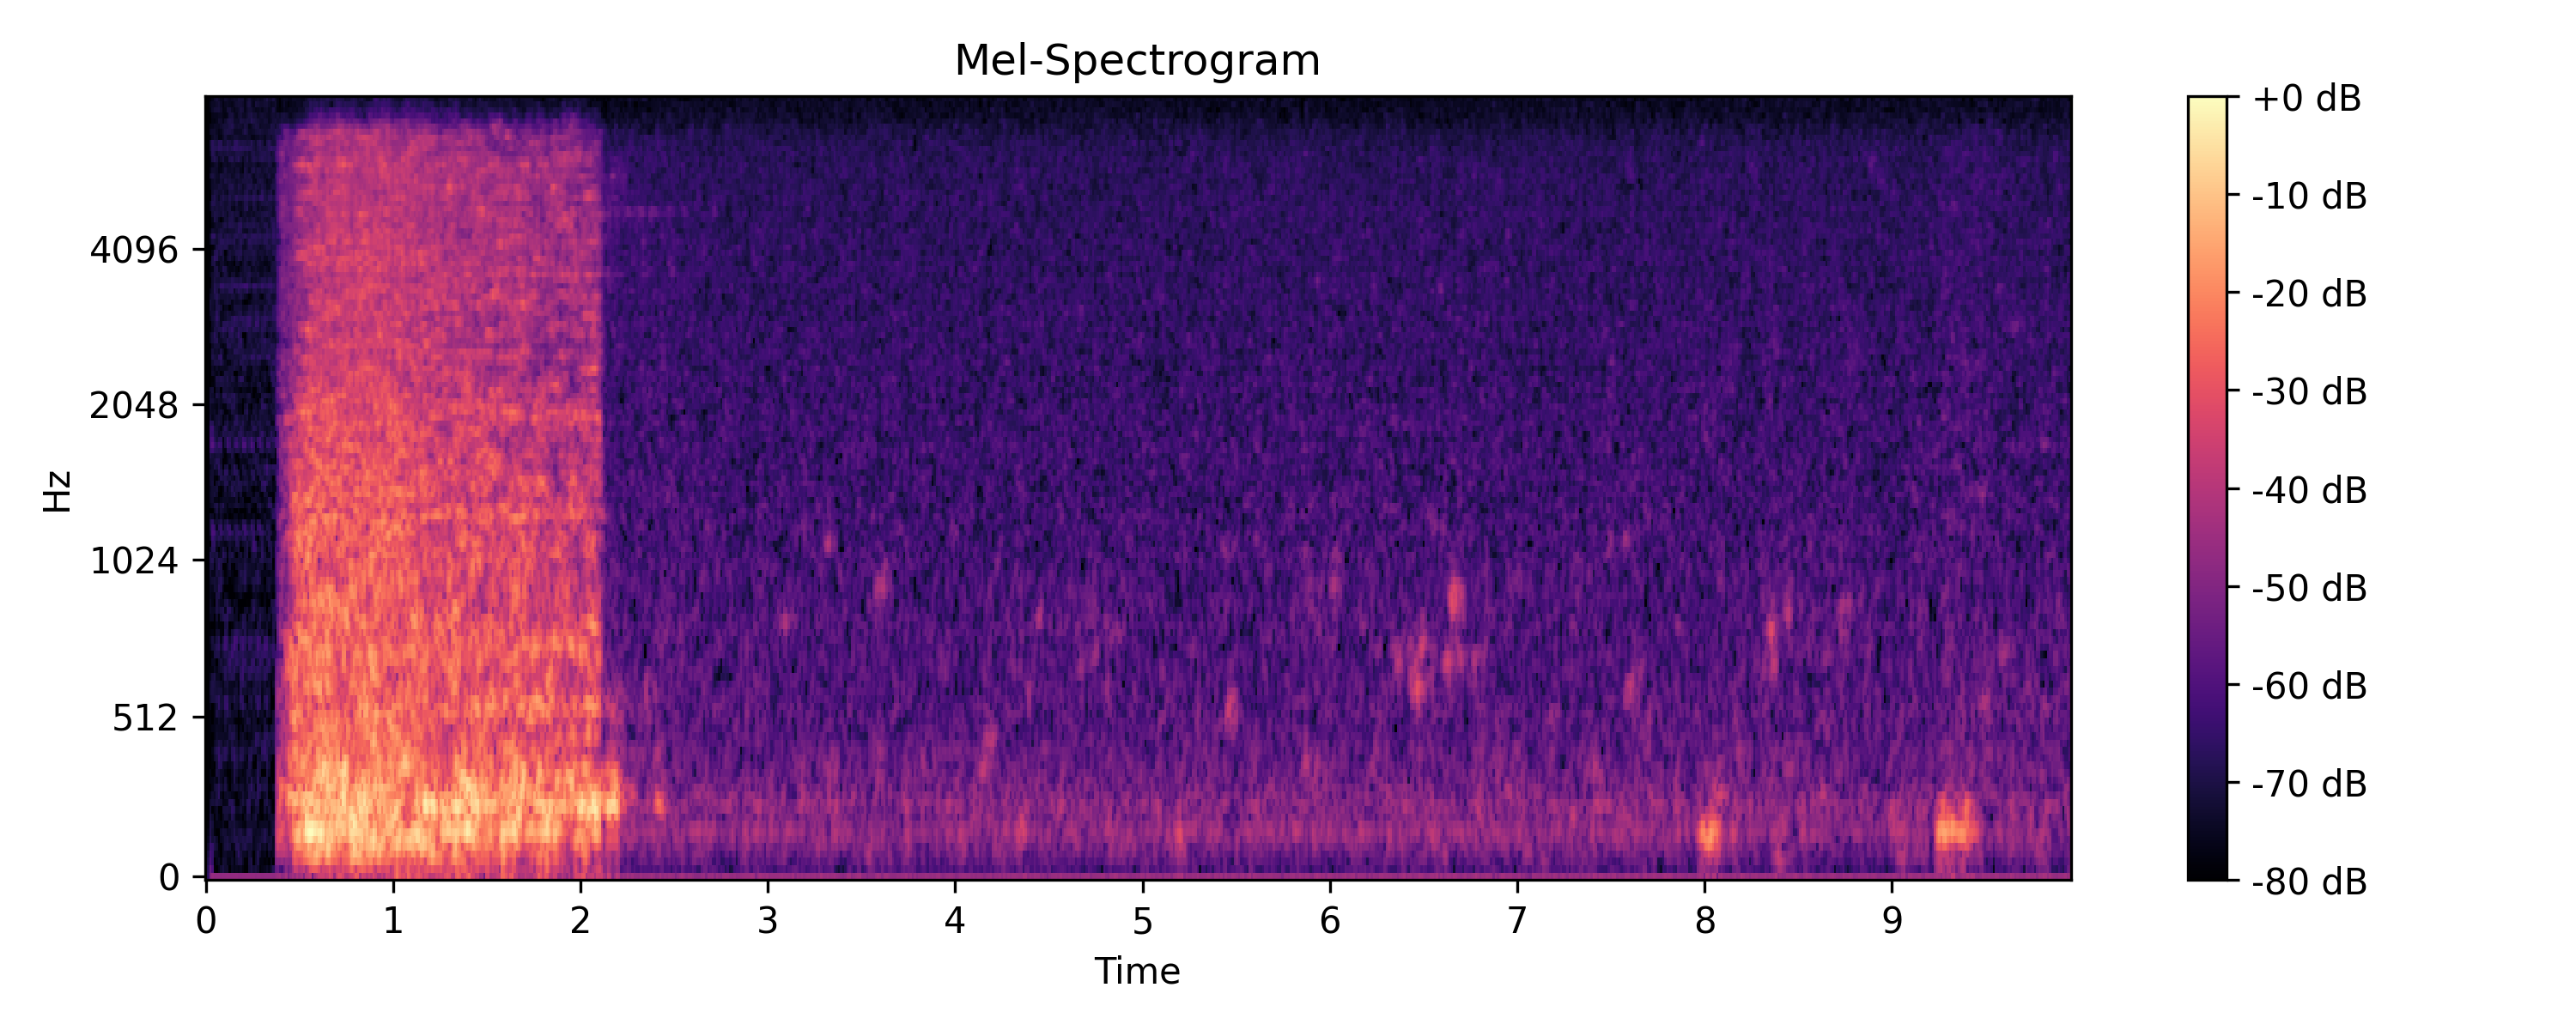 Mel-Spectrogram
Hz
4096
2048
1024
512
0
0 1 2 3 4 5 6 7 8 9
Time
+0 dB
-10 dB
-20 dB
-30 dB
-40 dB
-50 dB
-60 dB
-70 dB
-80 dB